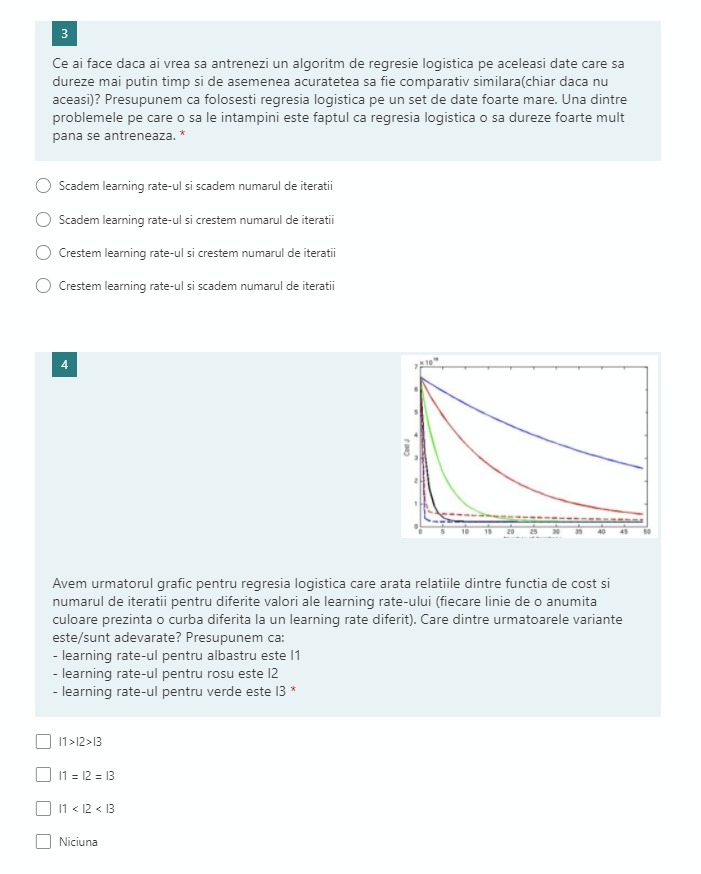 3
Ce ai face daca ai vrea sa antrenezi un algoritm de regresie logistica pe aceleasi date care sa
dureze mai putin timp si de asemenea acuratetea sa fie comparativ similara(chiar daca nu
aceasi)? Presupunem ca folosesti regresia logistica pe un set de date foarte mare. Una dintre
problemele pe care o sa le intampini este faptul ca regresia logistica o sa dureze foarte mult
pana se antreneaza. *
Scadem learning rate-ul si scadem numarul de iteratii
Scadem learning rate-ul si crestem numarul de iteratii
Crestem learning rate-ul si crestem numarul de iteratii
Crestem learning rate-ul si scadem numarul de iteratii
4
7
6
5
4
3
2
1
0
Cost J
0 5 10 15 20 25 30 35 40 45 50
Avem urmatorul grafic pentru regresia logistica care arata relatiile dintre functia de cost si
numarul de iteratii pentru diferite valori ale learning rate-ului (fiecare linie de o anumita
culoare prezinta o curba diferita la un learning rate diferit). Care dintre urmatoarele variante
este/sunt adevarate? Presupunem ca:
- learning rate-ul pentru albastru este l1
- learning rate-ul pentru rosu este l2
- learning rate-ul pentru verde este l3 *
l1>l2>l3
l1 = l2 = l3
l1 < l2 < l3
Niciuna